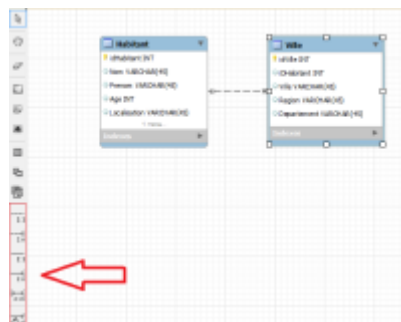 Habitant
idHabitant INT
Nom VARCHAR(45)
Prenom VARCHAR(45)
Age INT
Localisation VARCHAR(45)
Indexes
Ville
idVille INT
idHabitant INT
Ville VARCHAR(45)
Region VARCHAR(45)
Departement VARCHAR(45)
Indexes